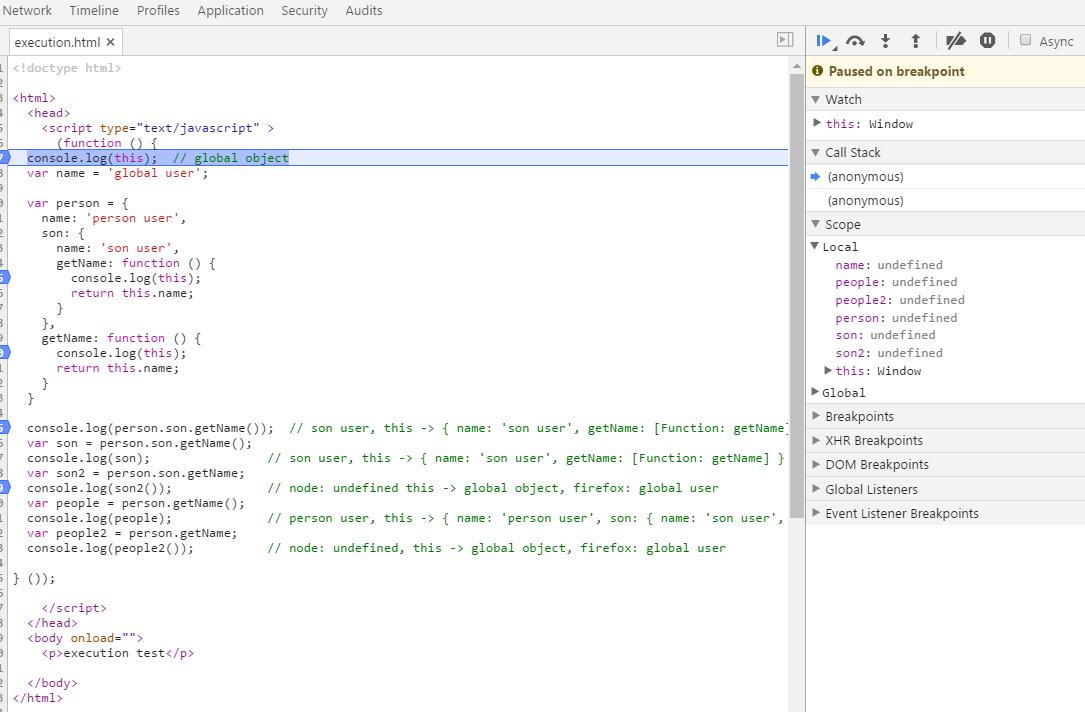 Network Timeline Profiles Application Security Audits
execution.html ×
<!doctype html>
<html>
<head>
<script type="text/javascript" >
(function () {
console.log(this);  // global object
var name = 'global user';
var person = {
name: 'person user',
son: {
name: 'son user',
getName: function () {
console.log(this);
return this.name;
}
},
getName: function () {
console.log(this);
return this.name;
}
}
console.log(person.son.getName());  // son user, this -> { name: 'son user', getName: [Function: getName]
var son = person.son.getName();
console.log(son);                // son user, this -> { name: 'son user', getName: [Function: getName] }
var son2 = person.son.getName;
console.log(son2());             // node: undefined this -> global object, firefox: global user
var people = person.getName();
console.log(people);             // person user, this -> { name: 'person user', son: { name: 'son user',
var people2 = person.getName;
console.log(people2());          // node: undefined, this -> global object, firefox: global user
} ());
</script>
</head>
<body onload="">
<p>execution test</p>
</body>
</html>
Async
Paused on breakpoint
Watch
this: Window
Call Stack
(anonymous)
(anonymous)
Scope
Local
name: undefined
people: undefined
people2: undefined
person: undefined
son: undefined
son2: undefined
this: Window
Global
Breakpoints
XHR Breakpoints
DOM Breakpoints
Global Listeners
Event Listener Breakpoints